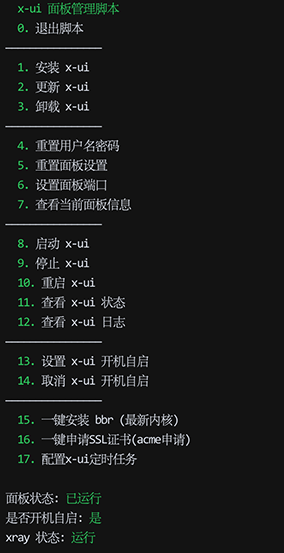 x-ui 面板管理脚本
0. 退出脚本
————————————————
1. 安装 x-ui
2. 更新 x-ui
3. 卸载 x-ui
————————————————
4. 重置用户名密码
5. 重置面板设置
6. 设置面板端口
7. 查看当前面板信息
————————————————
8. 启动 x-ui
9. 停止 x-ui
10. 重启 x-ui
11. 查看 x-ui 状态
12. 查看 x-ui 日志
————————————————
13. 设置 x-ui 开机自启
14. 取消 x-ui 开机自启
————————————————
15. 一键安装 bbr (最新内核)
16. 一键申请SSL证书(acme申请)
17. 配置x-ui定时任务
面板状态: 已运行
是否开机自启: 是
xray 状态: 运行